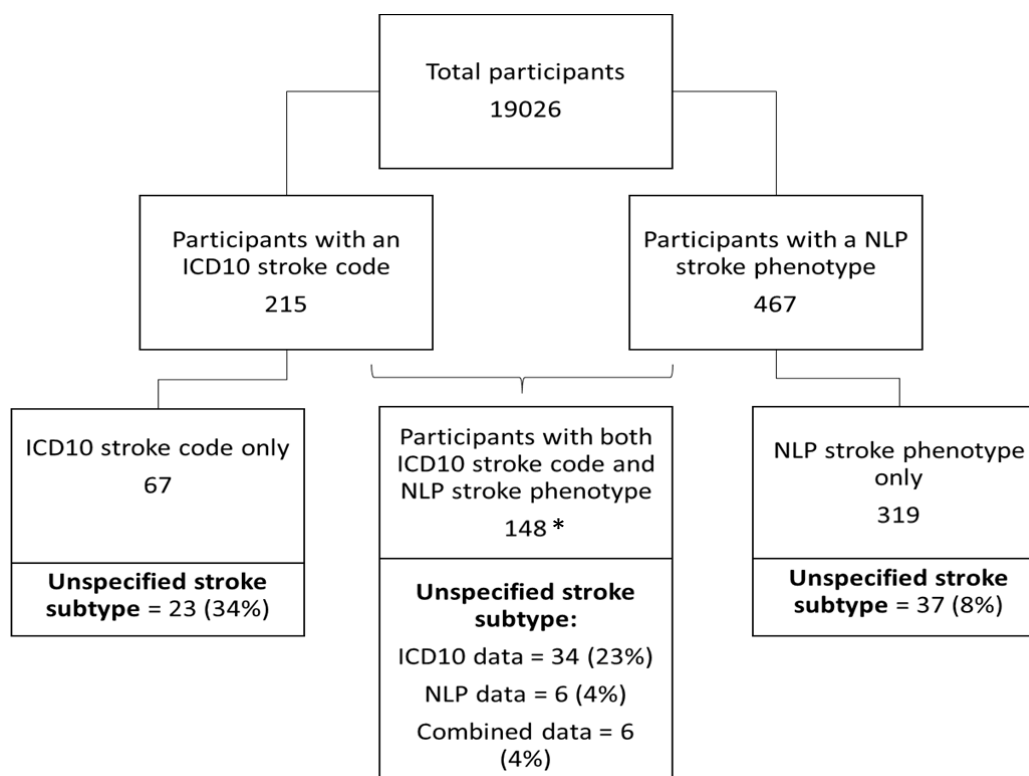 Total participants
19026
Participants with an
ICD10 stroke code
215
Participants with a NLP
stroke phenotype
467
ICD10 stroke code only
67
Unspecified stroke
subtype = 23 (34%)
Participants with both
ICD10 stroke code and
NLP stroke phenotype
148 *
Unspecified stroke
subtype:
ICD10 data = 34 (23%)
NLP data = 6 (4%)
Combined data = 6
(4%)
NLP stroke phenotype
only
319
Unspecified stroke
subtype = 37 (8%)